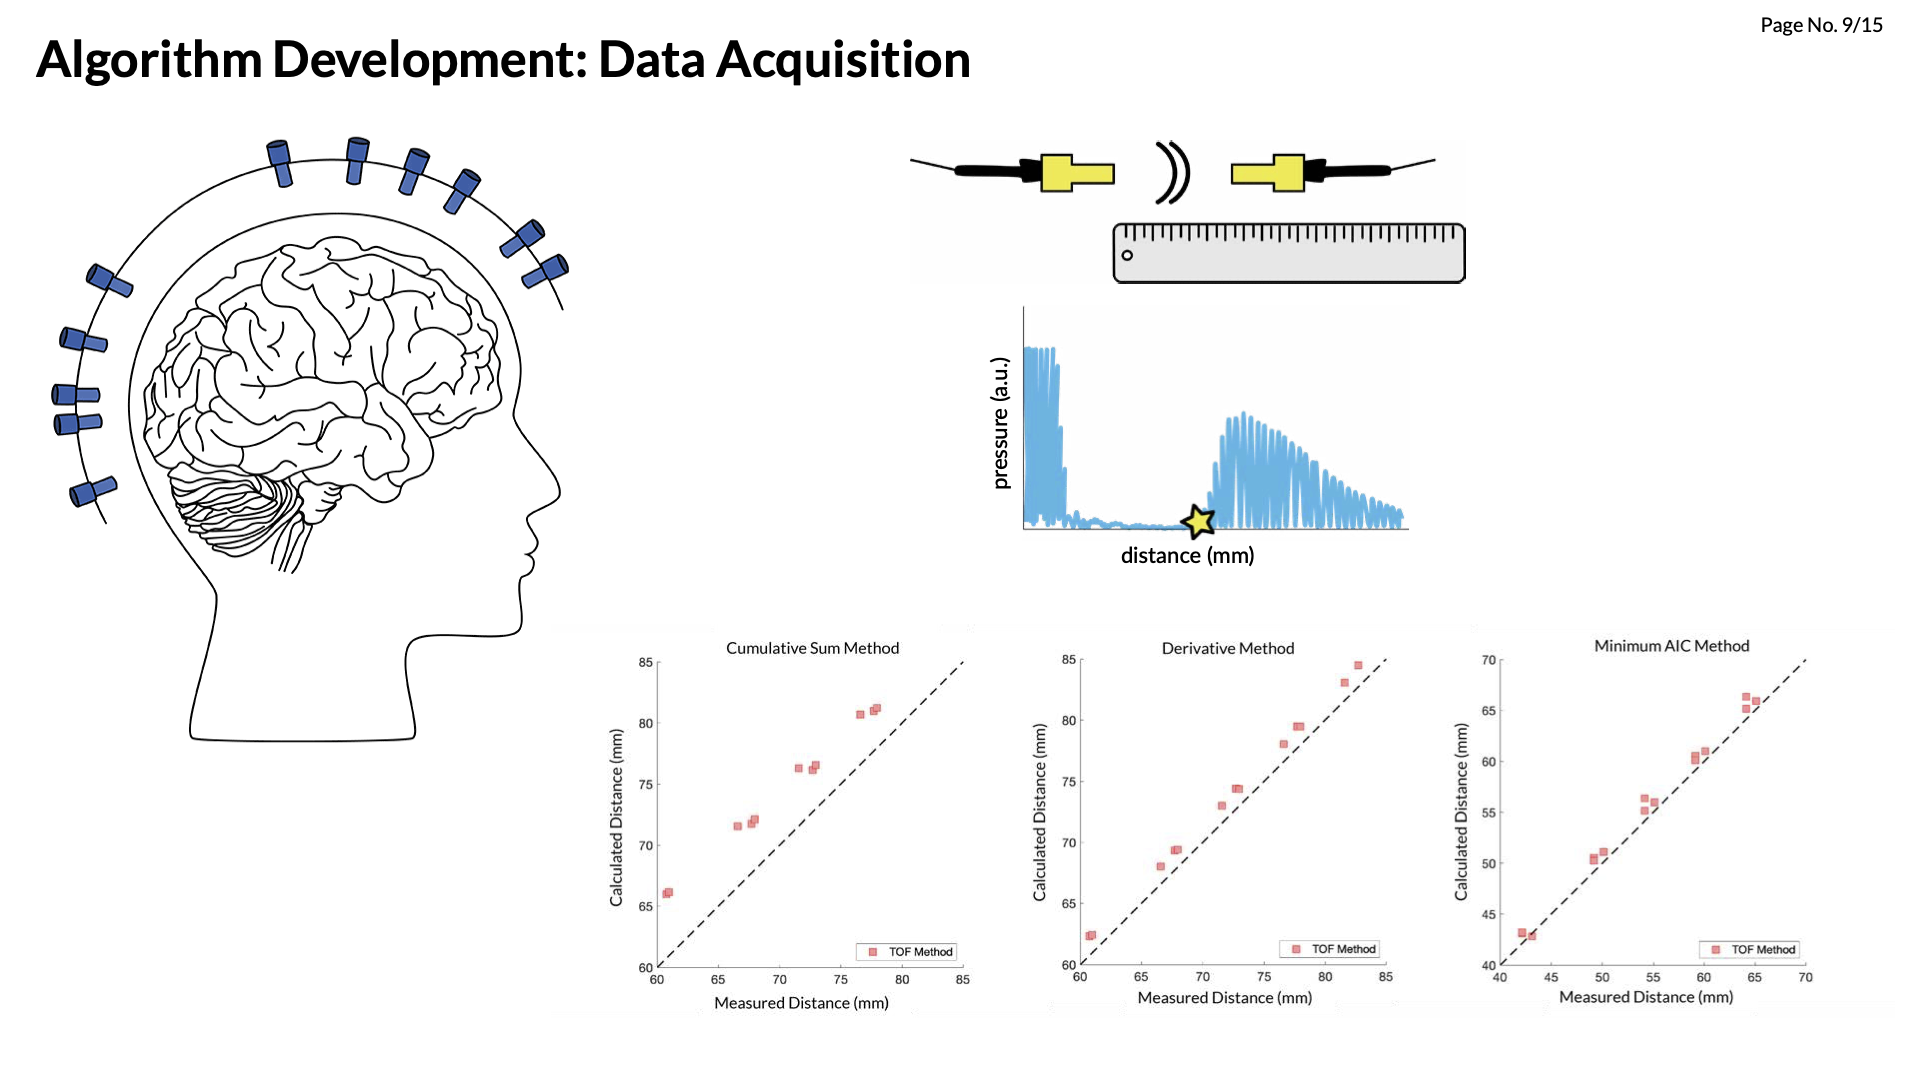 Page No. 9/15
Algorithm Development: Data Acquisition
pressure (a.u.)
distance (mm)
Cumulative Sum Method
85
80
75
70
65
60
60 65 70 75 80 85
Calculated Distance (mm)
Measured Distance (mm)
TOF Method
Derivative Method
85
80
75
70
65
60
60 65 70 75 80 85
Calculated Distance (mm)
Measured Distance (mm)
TOF Method
Minimum AIC Method
70
65
60
55
50
45
40
40 45 50 55 60 65 70
Calculated Distance (mm)
Measured Distance (mm)
TOF Method